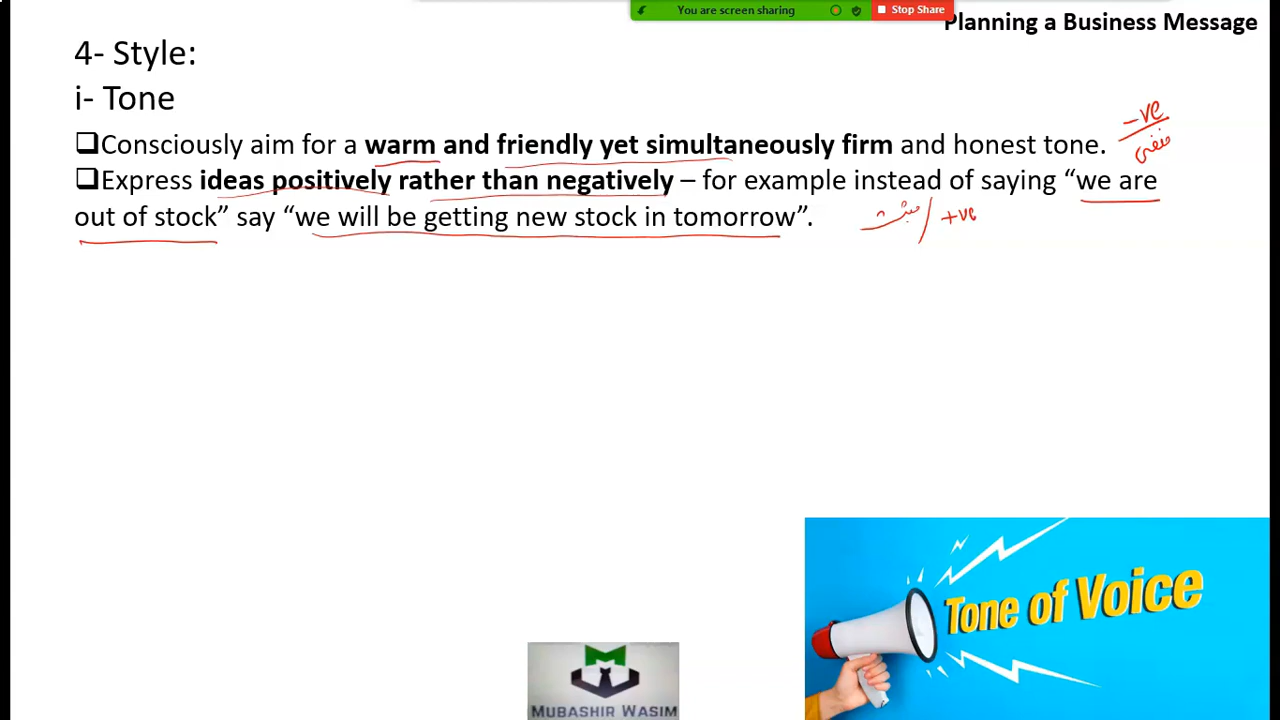 You are screen sharing
Stop Share
Planning a Business Message
4- Style:
i- Tone
❑Consciously aim for a warm and friendly yet simultaneously firm and honest tone.
-ve
منفی
❑Express ideas positively rather than negatively – for example instead of saying “we are
out of stock” say “we will be getting new stock in tomorrow”.
مثبت / +ve
Tone of Voice
MUBASHIR WASIM